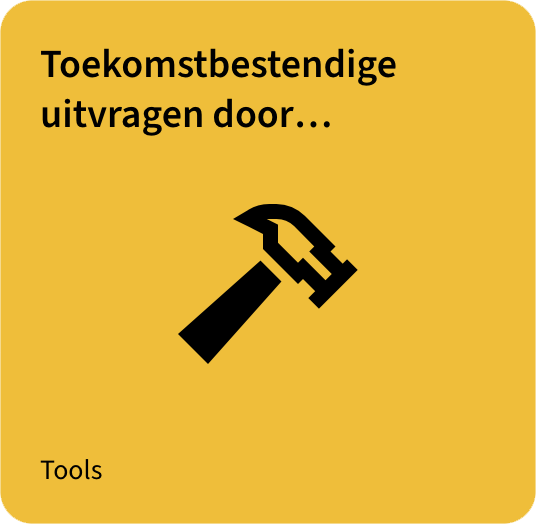 Toekomstbestendige
uitvragen door…
Tools